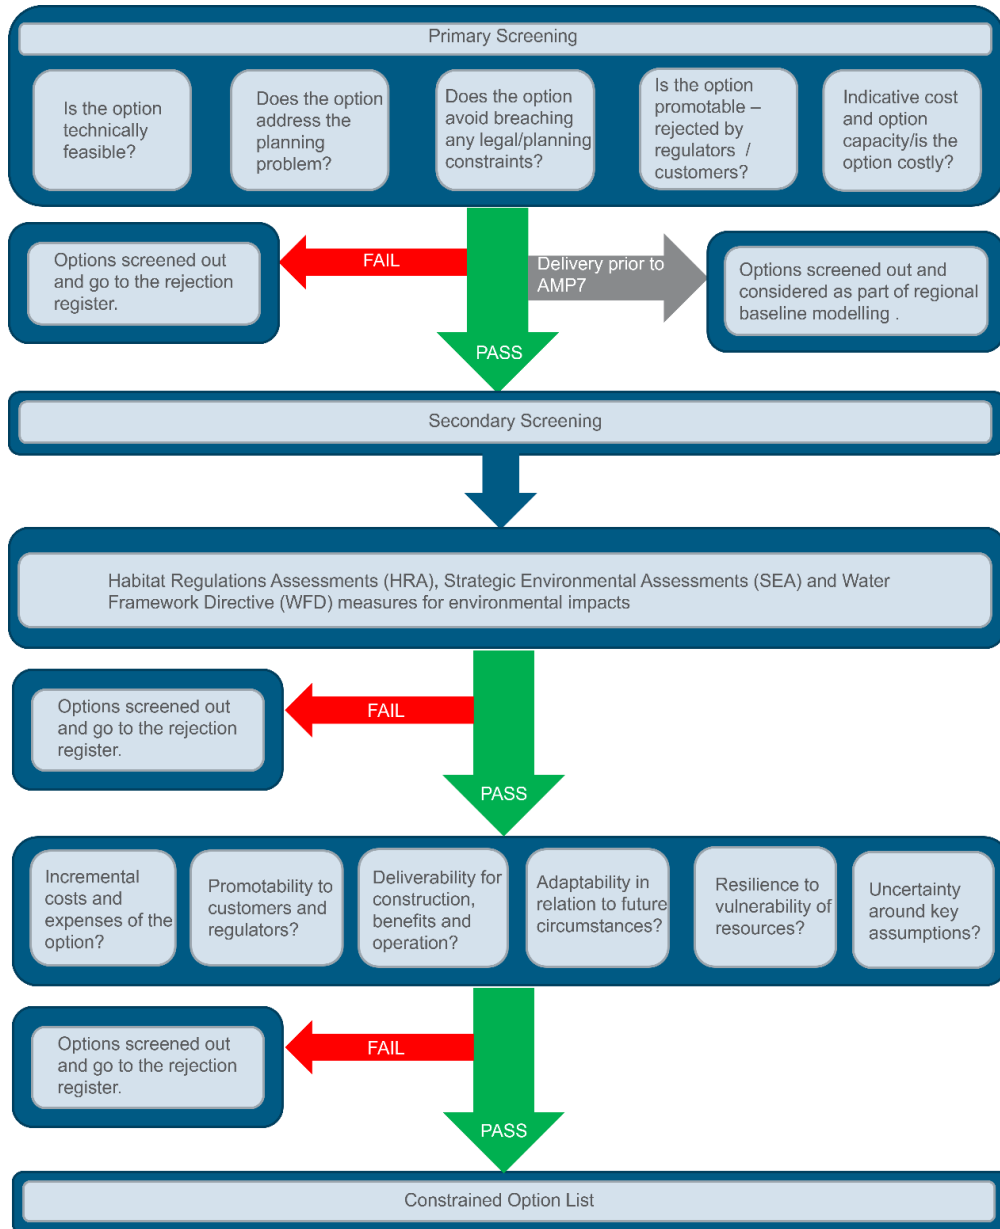 Primary Screening
Is the option
technically
feasible?
Does the option
address the
planning
problem?
Does the option
avoid breaching
any legal/planning
constraints?
Is the option
promotable –
rejected by
regulators /
customers?
Indicative cost
and option
capacity/is the
option costly?
Options screened out
and go to the rejection
register.
FAIL
Delivery prior to
AMP7
Options screened out and
considered as part of regional
baseline modelling .
PASS
Secondary Screening
Habitat Regulations Assessments (HRA), Strategic Environmental Assessments (SEA) and Water
Framework Directive (WFD) measures for environmental impacts
Options screened out
and go to the rejection
register.
FAIL
PASS
Incremental
costs and
expenses of the
option?
Promotability to
customers and
regulators?
Deliverability for
construction,
benefits and
operation?
Adaptability in
relation to future
circumstances?
Resilience to
vulnerability of
resources?
Uncertainty
around key
assumptions?
Options screened out
and go to the rejection
register.
FAIL
PASS
Constrained Option List